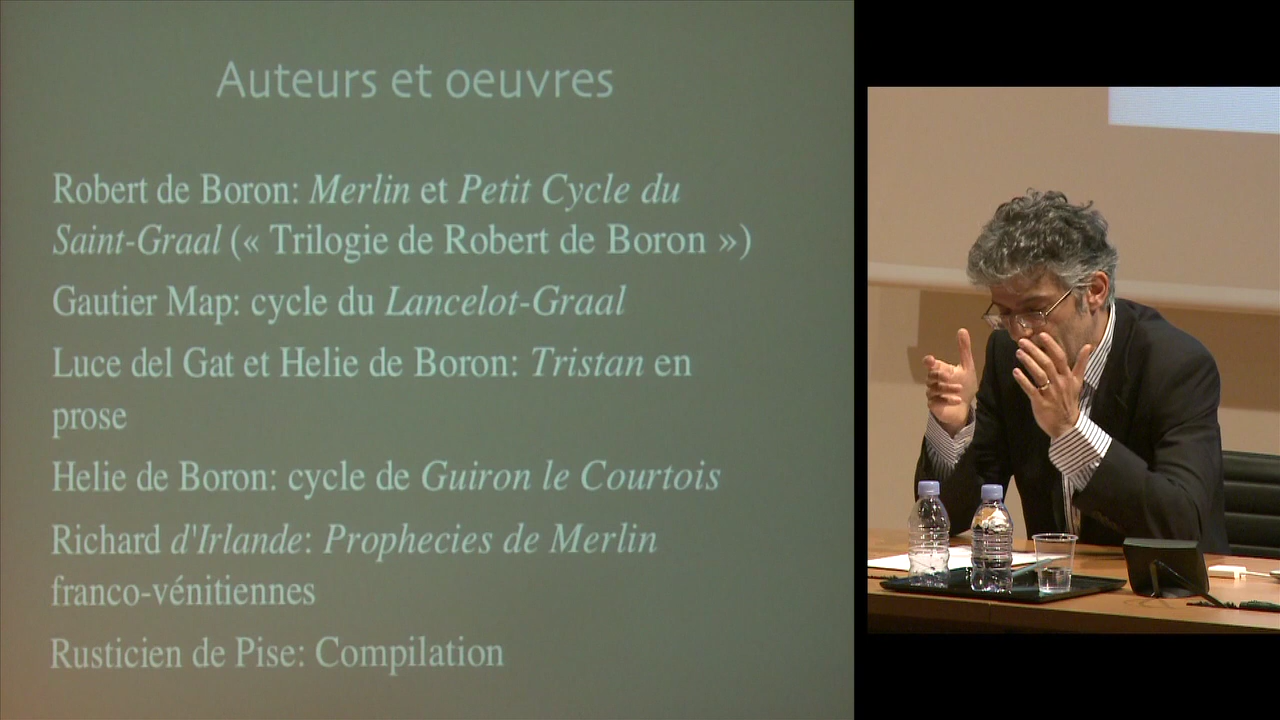 Auteurs et oeuvres
Robert de Boron: Merlin et Petit Cycle du
Saint-Graal (« Trilogie de Robert de Boron »)
Gautier Map: cycle du Lancelot-Graal
Luce del Gat et Helie de Boron: Tristan en
prose
Helie de Boron: cycle de Guiron le Courtois
Richard d'Irlande: Prophecies de Merlin
franco-vénitiennes
Rusticien de Pise: Compilation